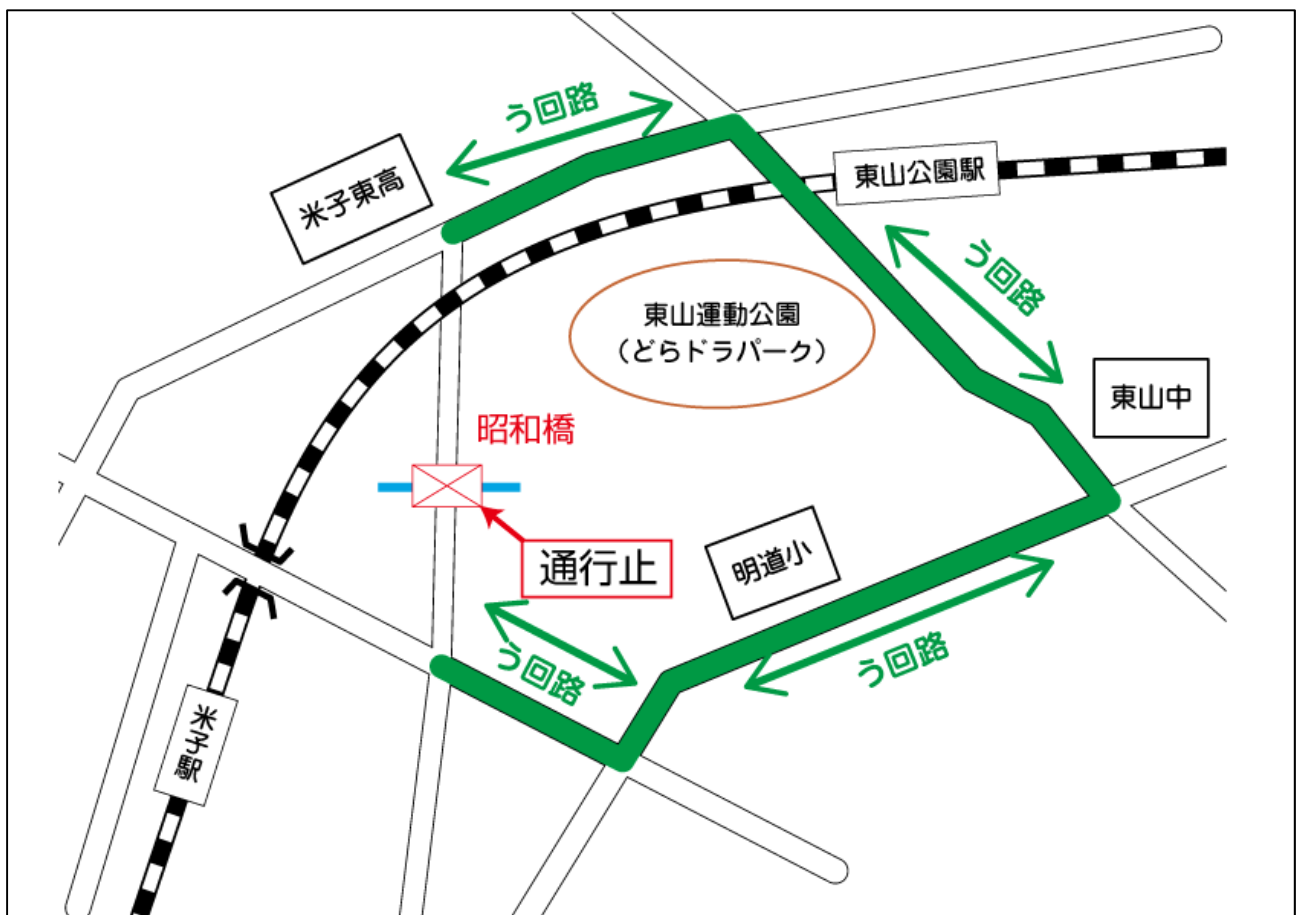 う回路
米子東高
東山公園駅
う回路
東山運動公園
（どらドラパーク）
東山中
昭和橋
通行止
明道小
う回路
う回路
米子駅